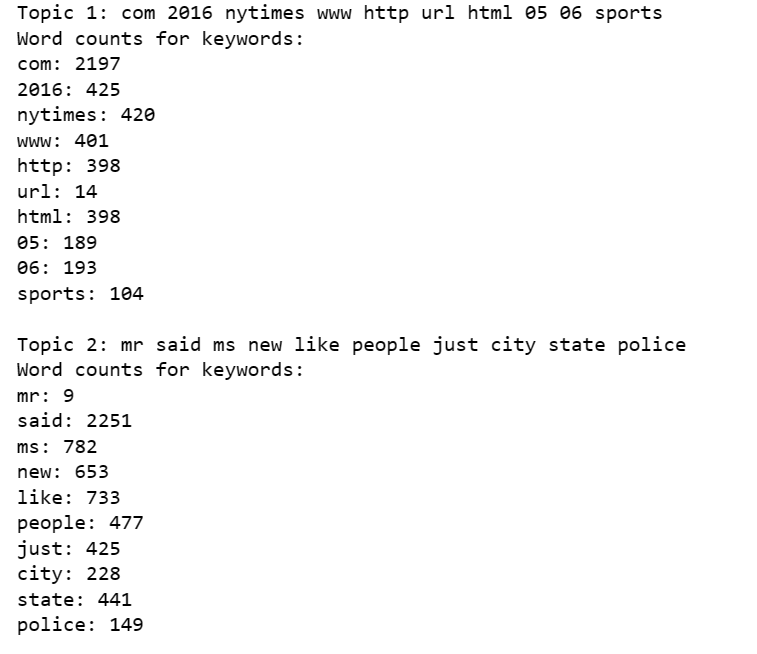 Topic 1: com 2016 nytimes www http url html 05 06 sports
Word counts for keywords:
com: 2197
2016: 425
nytimes: 420
www: 401
http: 398
url: 14
html: 398
05: 189
06: 193
sports: 104
Topic 2: mr said ms new like people just city state police
Word counts for keywords:
mr: 9
said: 2251
ms: 782
new: 653
like: 733
people: 477
just: 425
city: 228
state: 441
police: 149